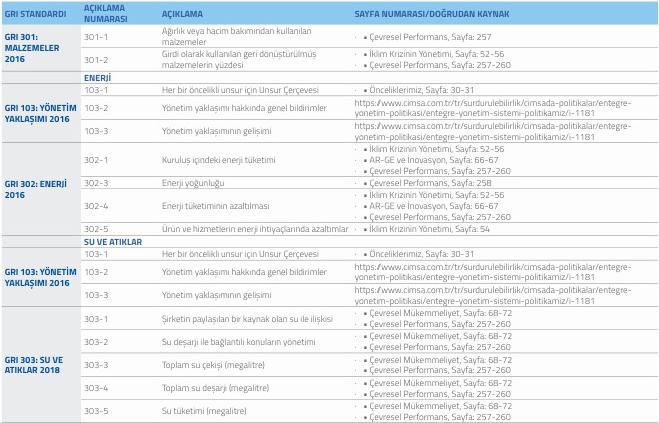 GRI STANDARDI AÇIKLAMA NUMARASI AÇIKLAMA SAYFA NUMARASI/DOĞRUDAN KAYNAK
GRI 301: MALZEMELER 2016
301-1 Ağırlık veya hacim bakımından kullanılan malzemeler
· ▪ Çevresel Performans, Sayfa: 257
301-2 Girdi olarak kullanılan geri dönüştürülmüş malzemelerin yüzdesi
· ▪ İklim Krizinin Yönetimi, Sayfa: 52-56
· ▪ Çevresel Performans, Sayfa: 257-260
ENERJİ
GRI 103: YÖNETİM YAKLAŞIMI 2016
103-1 Her bir öncelikli unsur için Unsur Çerçevesi · ▪ Önceliklerimiz, Sayfa: 30-31
103-2 Yönetim yaklaşımı hakkında genel bildirimler
https://www.cimsa.com.tr/tr/surdurulebilirlik/cimsada-politikalar/entegre-
yonetim-politikasi/entegre-yonetim-sistemi-politikamiz/i-1181
103-3 Yönetim yaklaşımının gelişimi
https://www.cimsa.com.tr/tr/surdurulebilirlik/cimsada-politikalar/entegre-
yonetim-politikasi/entegre-yonetim-sistemi-politikamiz/i-1181
GRI 302: ENERJİ 2016
302-1 Kuruluş içindeki enerji tüketimi
· ▪ İklim Krizinin Yönetimi, Sayfa: 52-56
· ▪ AR-GE ve İnovasyon, Sayfa: 66-67
· ▪ Çevresel Performans, Sayfa: 257-260
302-3 Enerji yoğunluğu · ▪ Çevresel Performans, Sayfa: 258
302-4 Enerji tüketiminin azaltılması
· ▪ İklim Krizinin Yönetimi, Sayfa: 52-56
· ▪ AR-GE ve İnovasyon, Sayfa: 66-67
· ▪ Çevresel Performans, Sayfa: 257-260
302-5 Ürün ve hizmetlerin enerji ihtiyaçlarında azaltımlar · ▪ İklim Krizinin Yönetimi, Sayfa: 54
SU VE ATIKLAR
GRI 103: YÖNETİM YAKLAŞIMI 2016
103-1 Her bir öncelikli unsur için Unsur Çerçevesi · ▪ Önceliklerimiz, Sayfa: 30-31
103-2 Yönetim yaklaşımı hakkında genel bildirimler
https://www.cimsa.com.tr/tr/surdurulebilirlik/cimsada-politikalar/entegre-
yonetim-politikasi/entegre-yonetim-sistemi-politikamiz/i-1181
103-3 Yönetim yaklaşımının gelişimi
https://www.cimsa.com.tr/tr/surdurulebilirlik/cimsada-politikalar/entegre-
yonetim-politikasi/entegre-yonetim-sistemi-politikamiz/i-1181
GRI 303: SU VE ATIKLAR 2018
303-1 Şirketin paylaşılan bir kaynak olan su ile ilişkisi
· ▪ Çevresel Mükemmeliyet, Sayfa: 68-72
· ▪ Çevresel Performans, Sayfa: 257-260
303-2 Su deşarjı ile bağlantılı konuların yönetimi
· ▪ Çevresel Mükemmeliyet, Sayfa: 68-72
· ▪ Çevresel Performans, Sayfa: 257-260
303-3 Toplam su çekişi (megalitre)
· ▪ Çevresel Mükemmeliyet, Sayfa: 68-72
· ▪ Çevresel Performans, Sayfa: 257-260
303-4 Toplam su deşarjı (megalitre)
· ▪ Çevresel Mükemmeliyet, Sayfa: 68-72
· ▪ Çevresel Performans, Sayfa: 257-260
303-5 Su tüketimi (megalitre)
· ▪ Çevresel Mükemmeliyet, Sayfa: 68-72
· ▪ Çevresel Performans, Sayfa: 257-260